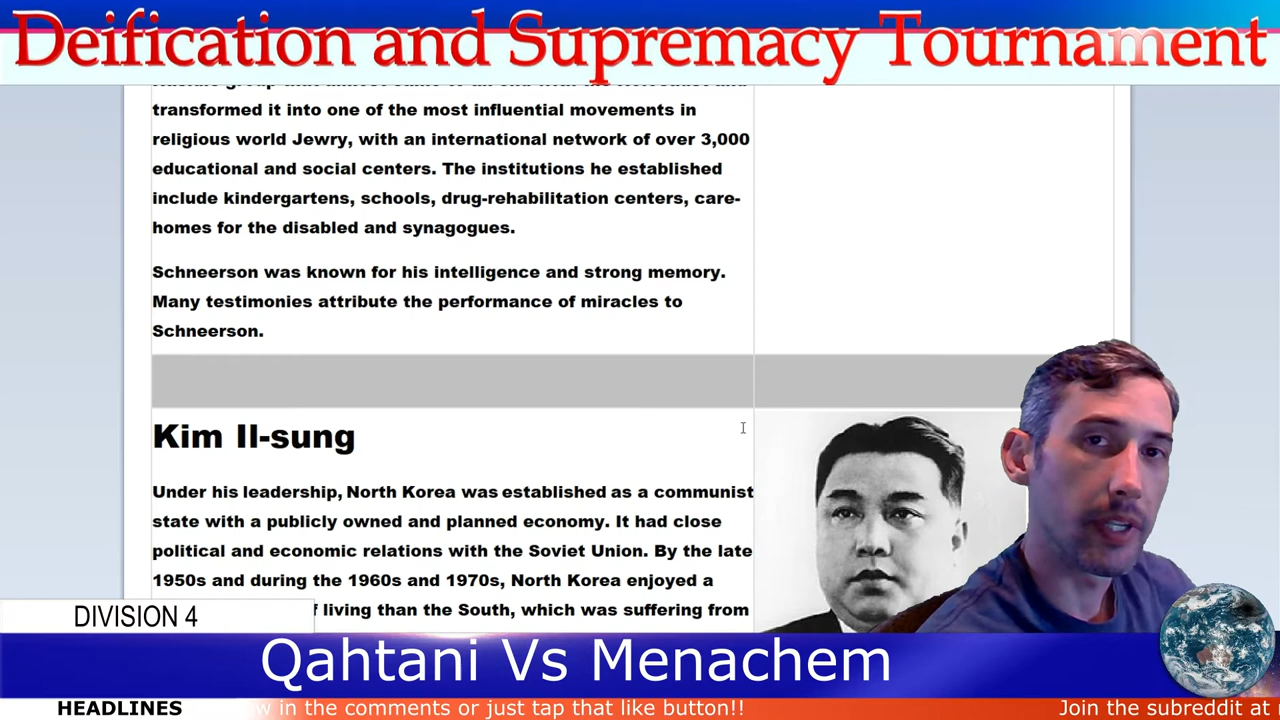 Deification and Supremacy Tournament
transformed it into one of the most influential movements in
religious world Jewry, with an international network of over 3,000
educational and social centers. The institutions he established
include kindergartens, schools, drug-rehabilitation centers, care-
homes for the disabled and synagogues.
Schneerson was known for his intelligence and strong memory.
Many testimonies attribute the performance of miracles to
Schneerson.
Kim Il-sung
Under his leadership, North Korea was established as a communist
state with a publicly owned and planned economy. It had close
political and economic relations with the Soviet Union. By the late
1950s and during the 1960s and 1970s, North Korea enjoyed a
living than the South, which was suffering from
DIVISION 4
Qahtani Vs Menachem
HEADLINES
in the comments or just tap that like button!!
Join the subreddit at